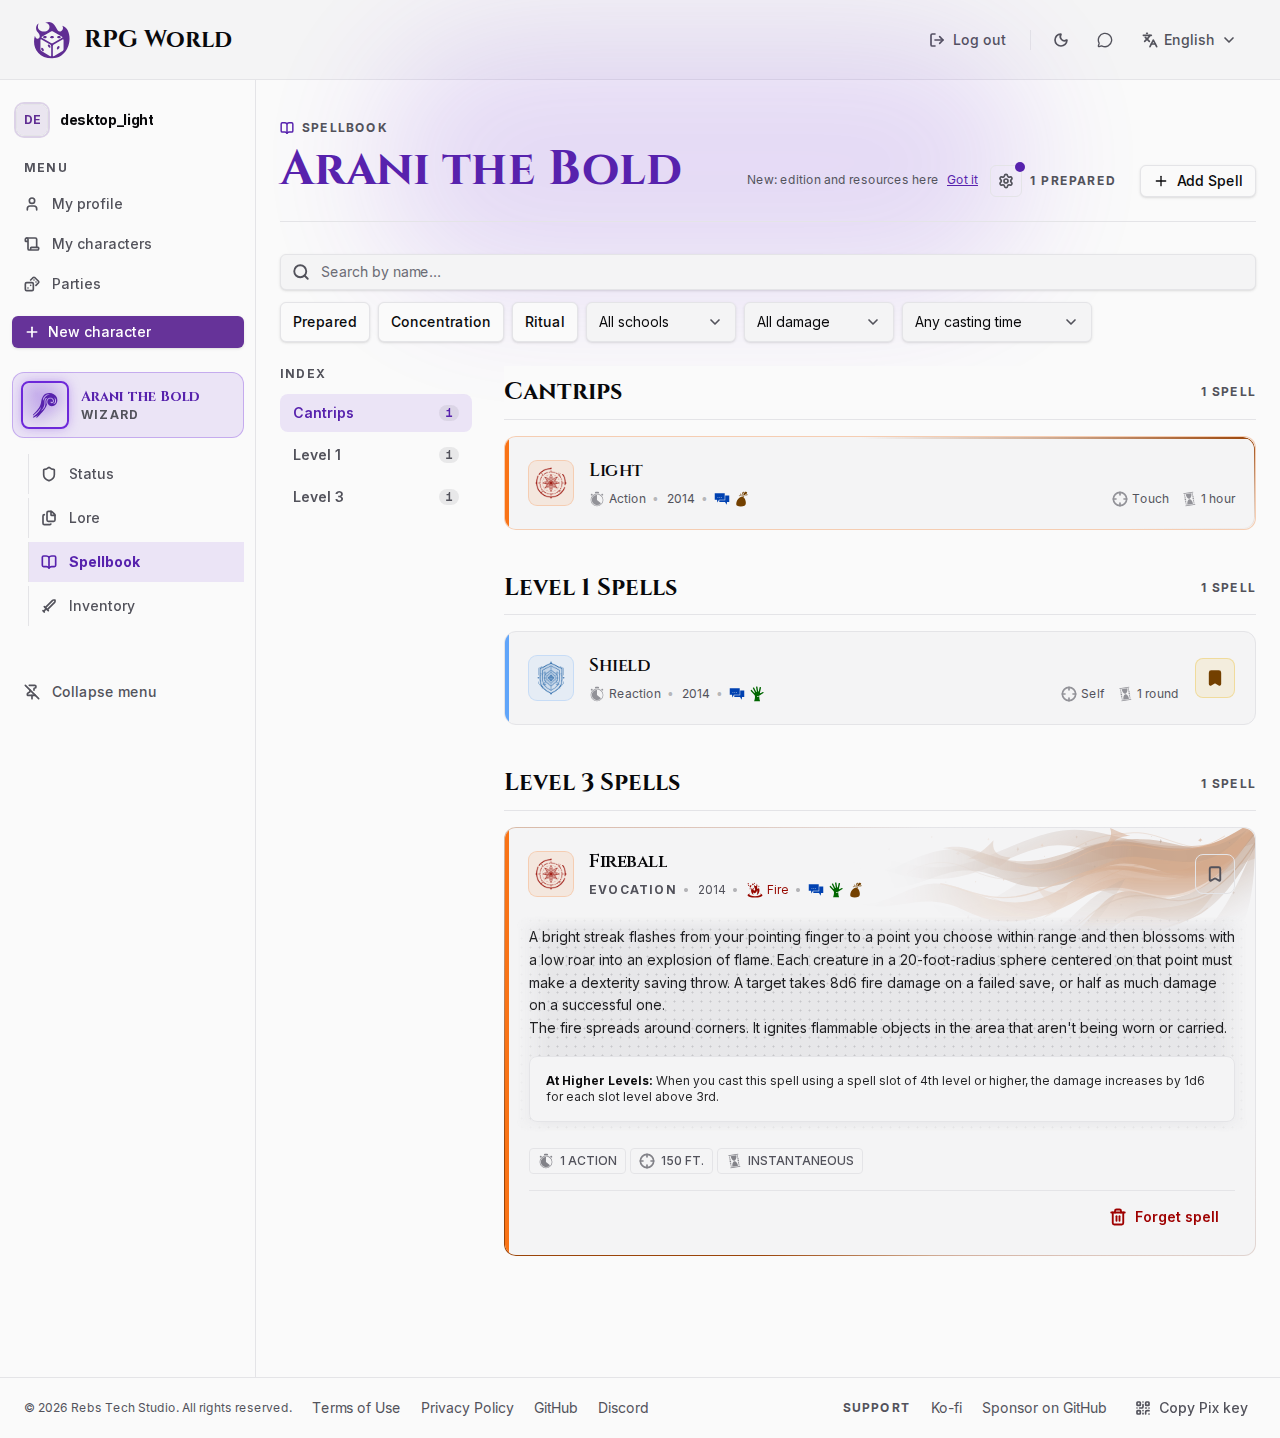 RPG World
Log out
English
DE
desktop_light
MENU
My profile
My characters
Parties
New character
Arani the Bold
WIZARD
Status
Lore
Spellbook
Inventory
Collapse menu
SPELLBOOK
Arani the Bold
New: edition and resources here Got it
1 PREPARED
Add Spell
Search by name...
Prepared
Concentration
Ritual
All schools
All damage
Any casting time
INDEX
Cantrips 1
Level 1 1
Level 3 1
Cantrips
1 SPELL
Light
Action • 2014 •
Touch
1 hour
Level 1 Spells
1 SPELL
Shield
Reaction • 2014 •
Self
1 round
Level 3 Spells
1 SPELL
Fireball
EVOCATION • 2014 • Fire •
A bright streak flashes from your pointing finger to a point you choose within range and then blossoms with
a low roar into an explosion of flame. Each creature in a 20-foot-radius sphere centered on that point must
make a dexterity saving throw. A target takes 8d6 fire damage on a failed save, or half as much damage
on a successful one.
The fire spreads around corners. It ignites flammable objects in the area that aren't being worn or carried.
At Higher Levels: When you cast this spell using a spell slot of 4th level or higher, the damage increases by 1d6
for each slot level above 3rd.
1 ACTION
150 FT.
INSTANTANEOUS
Forget spell
© 2026 Rebs Tech Studio. All rights reserved.
Terms of Use
Privacy Policy
GitHub
Discord
SUPPORT
Ko-fi
Sponsor on GitHub
Copy Pix key